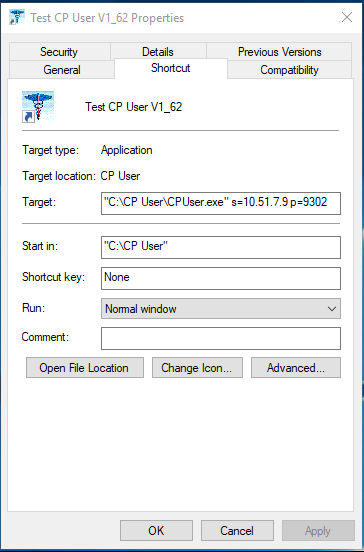 Test CP User V1_62 Properties
Security Details Previous Versions
General Shortcut Compatibility
Test CP User V1_62
Target type: Application
Target location: CP User
Target: "C:\CP User\CPUser.exe" s=10.51.7.9 p=9302
Start in: "C:\CP User"
Shortcut key: None
Run: Normal window
Comment:
Open File Location Change Icon... Advanced...
OK Cancel Apply